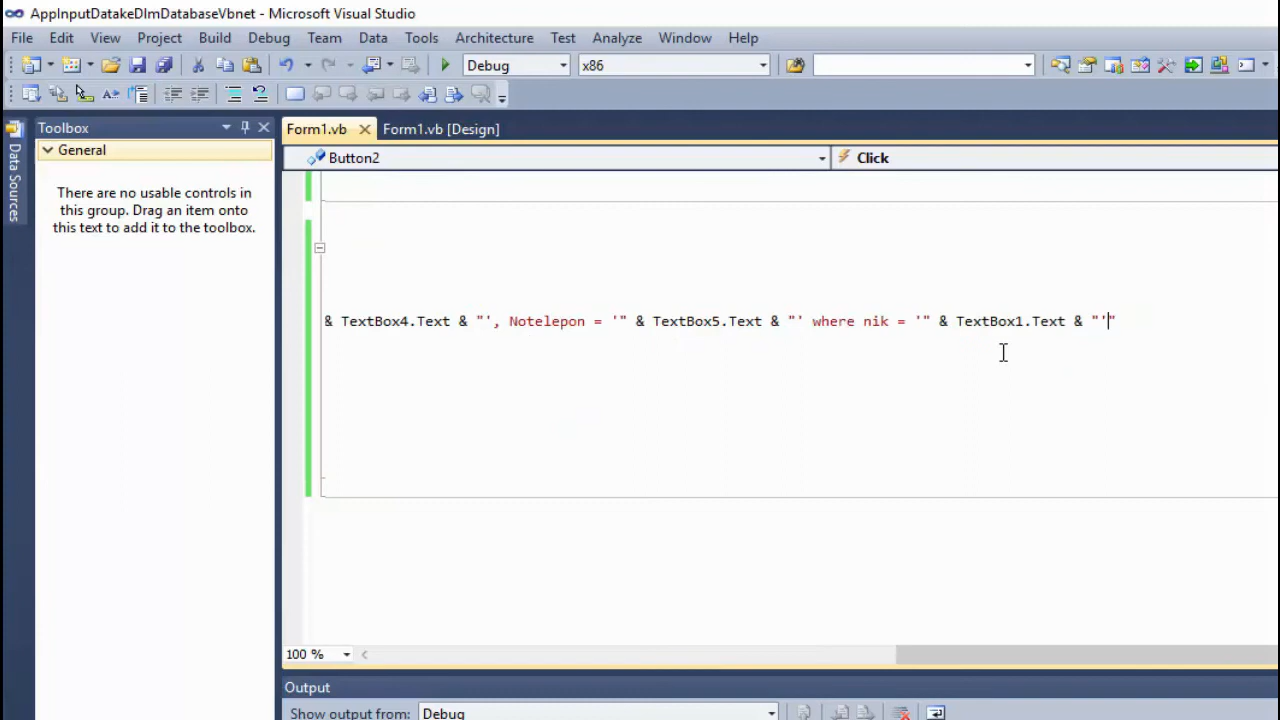 AppInputDatakeDlmDatabaseVbnet - Microsoft Visual Studio
File Edit View Project Build Debug Team Data Tools Architecture Test Analyze Window Help
Debug x86
Toolbox
Form1.vb Form1.vb [Design]
General
Button2 Click
Data Sources
There are no usable controls in
this group. Drag an item onto
this text to add it to the toolbox.
& TextBox4.Text & "', Notelepon = '" & TextBox5.Text & "' where nik = '" & TextBox1.Text & "'"
100 %
Output
Show output from: Debug